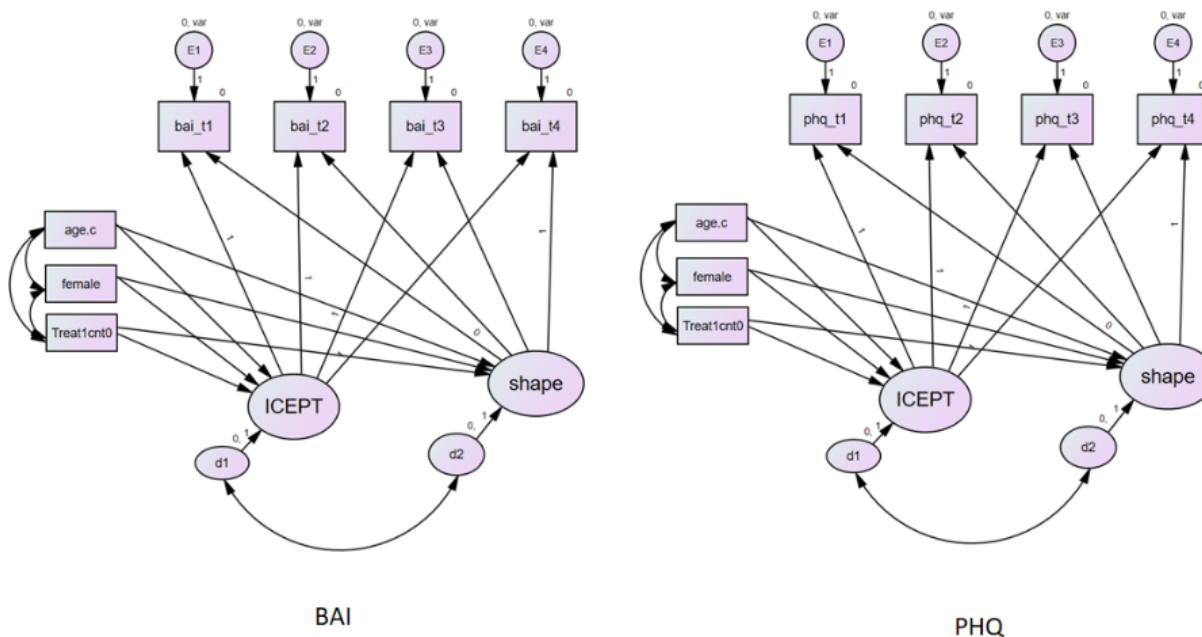 0, var 0, var 0, var 0, var
E1 E2 E3 E4
1 1 1 1
0 0 0 0
bai_t1 bai_t2 bai_t3 bai_t4
age.c
female
Treat1cnt0
1 1 1 1 0 1
ICEPT
shape
0, 1
d1
0, 1
d2
BAI
0, var 0, var 0, var 0, var
E1 E2 E3 E4
1 1 1 1
0 0 0 0
phq_t1 phq_t2 phq_t3 phq_t4
age.c
female
Treat1cnt0
1 1 1 1 0 1
ICEPT
shape
0, 1
d1
0, 1
d2
PHQ